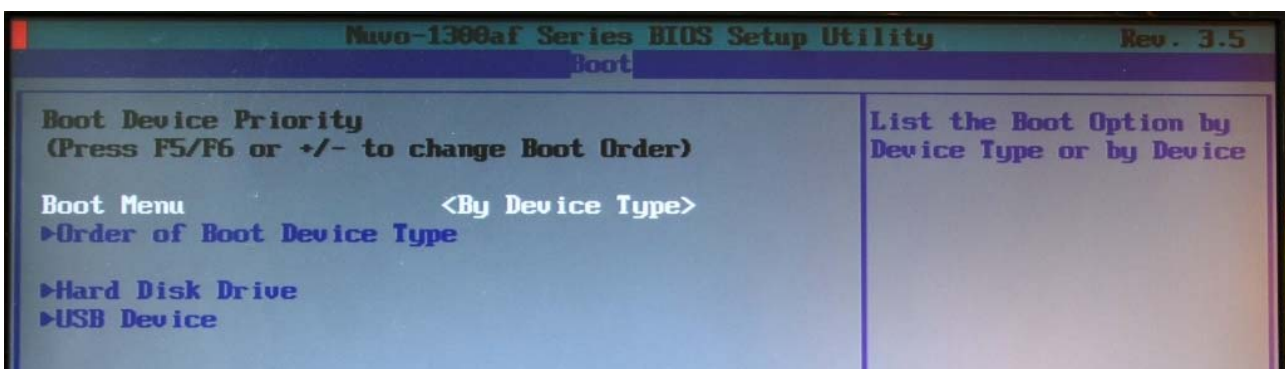 Nuvo-1300af Series BIOS Setup Utility Rev. 3.5
Boot
Boot Device Priority
(Press F5/F6 or +/- to change Boot Order)
Boot Menu <By Device Type>
▶Order of Boot Device Type
▶Hard Disk Drive
▶USB Device
List the Boot Option by
Device Type or by Device